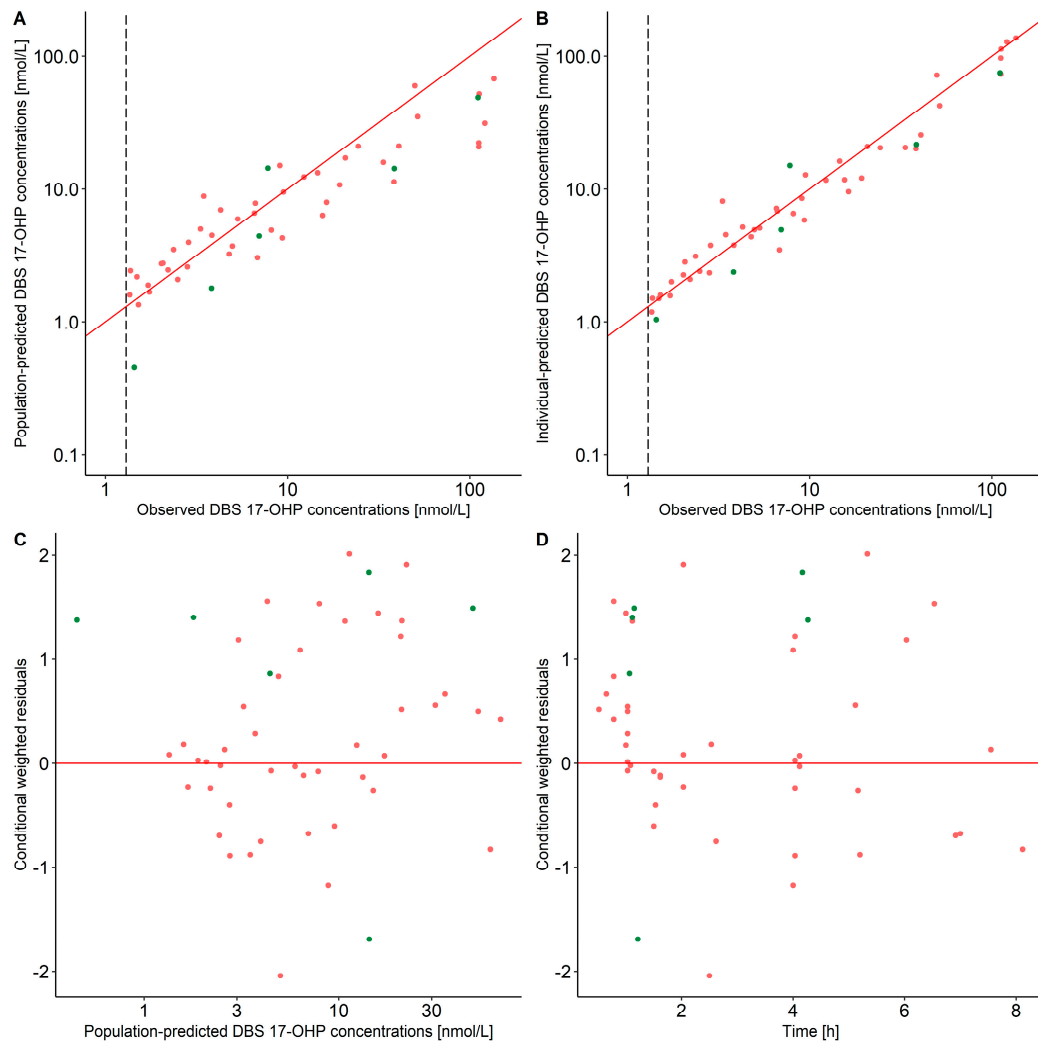 A
Population-predicted DBS 17-OHP concentrations [nmol/L]
100.0
10.0
1.0
0.1
1 10 100
Observed DBS 17-OHP concentrations [nmol/L]
B
Individual-predicted DBS 17-OHP concentrations [nmol/L]
100.0
10.0
1.0
0.1
1 10 100
Observed DBS 17-OHP concentrations [nmol/L]
C
Conditional weighted residuals
2
1
0
-1
-2
1 3 10 30
Population-predicted DBS 17-OHP concentrations [nmol/L]
D
Conditional weighted residuals
2
1
0
-1
-2
2 4 6 8
Time [h]